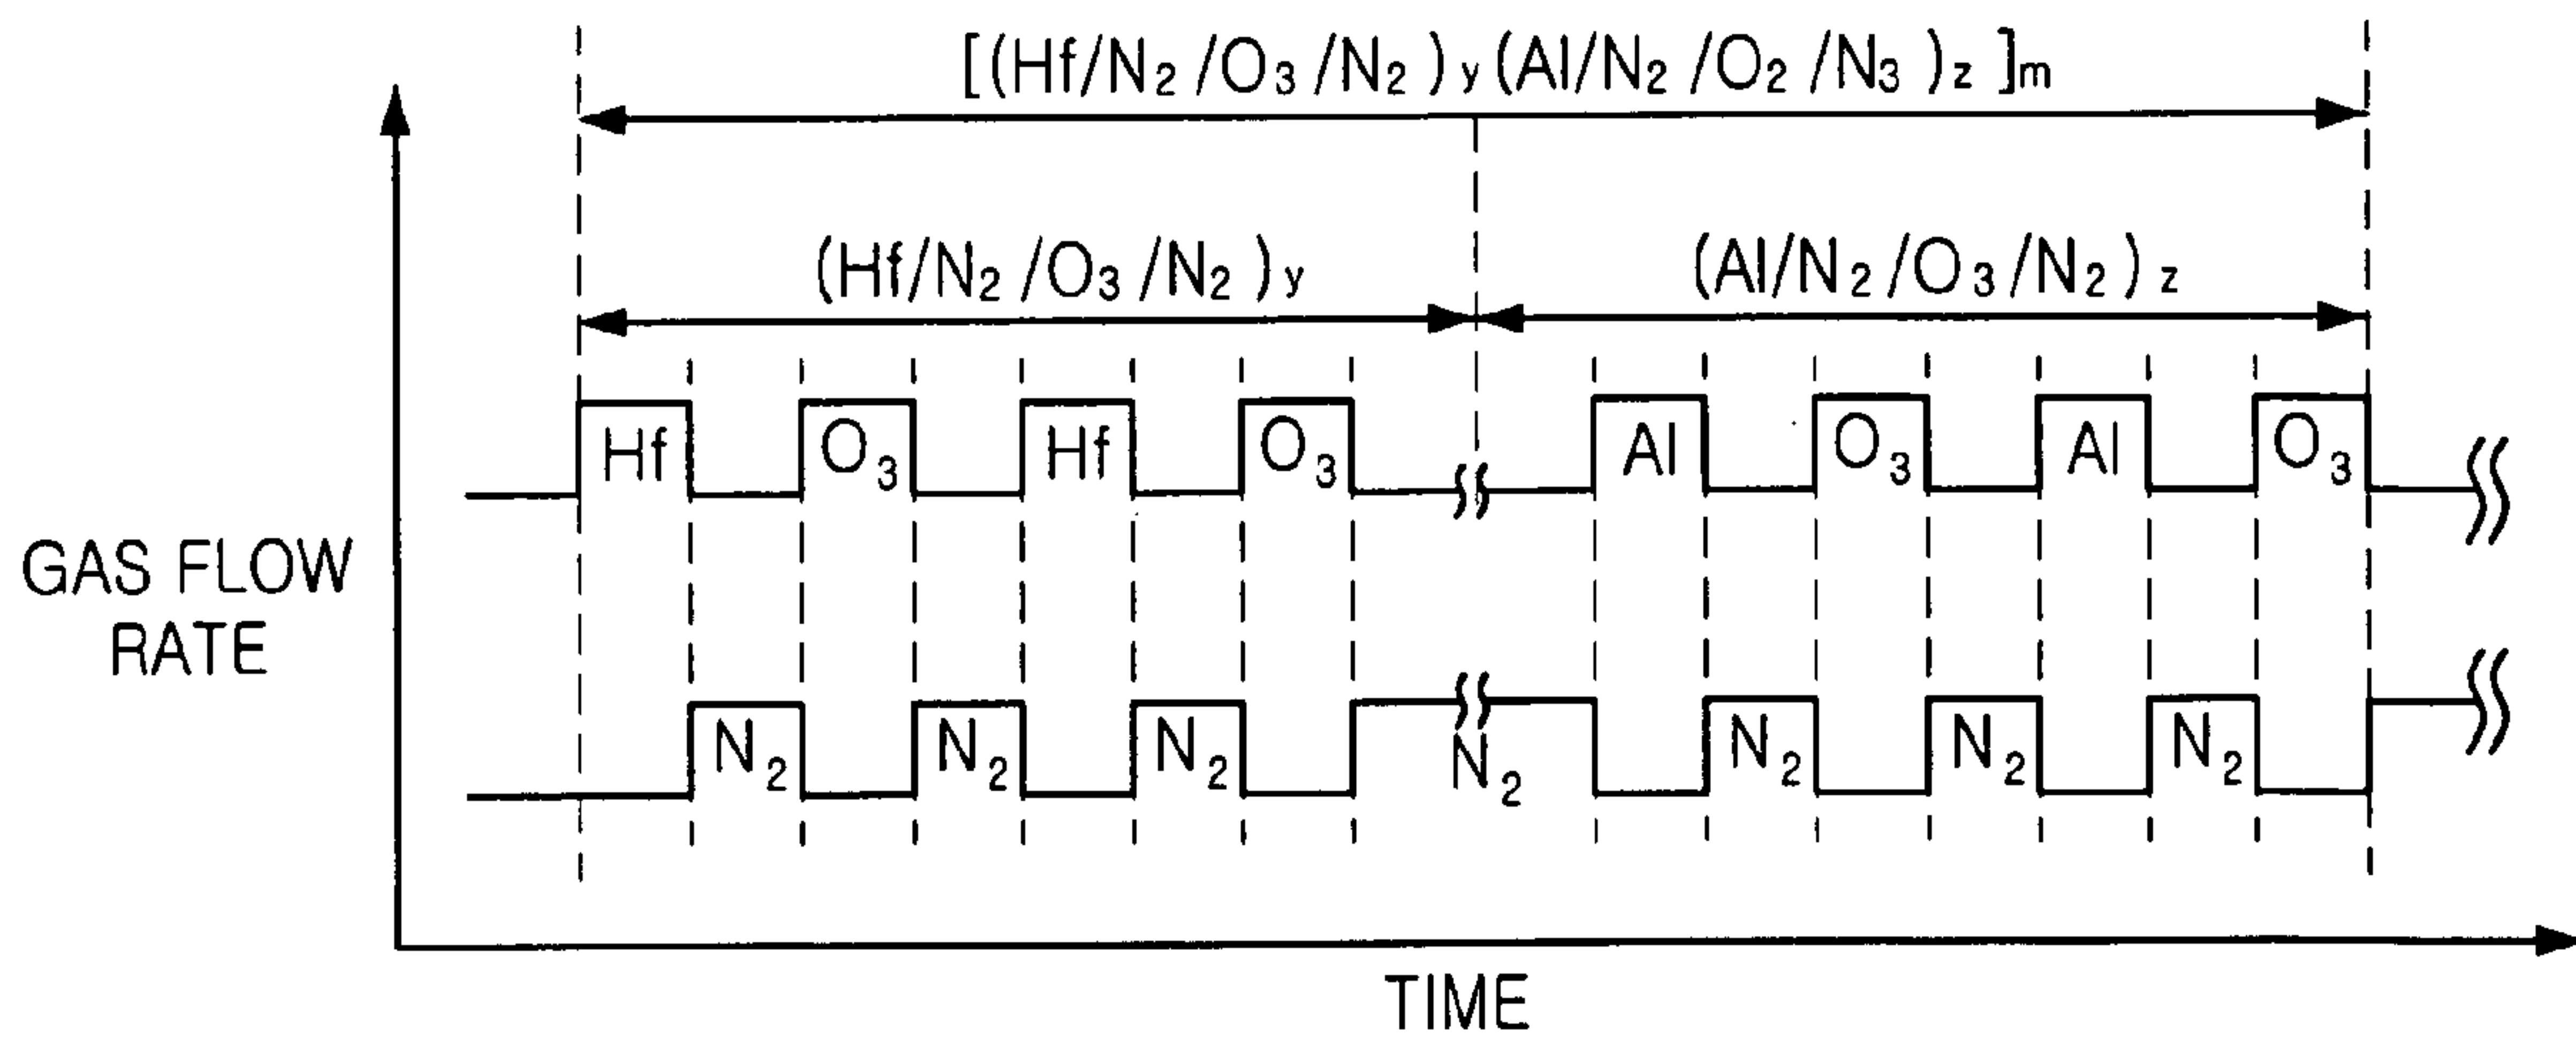 [(Hf/N2/O3/N2)y(Al/N2/O2/N3)z]m
(Hf/N2/O3/N2)y (Al/N2/O3/N2)z
Hf O3 Hf O3 Al O3 Al O3
GAS FLOW
RATE
N2 N2 N2 N2 N2 N2 N2
TIME